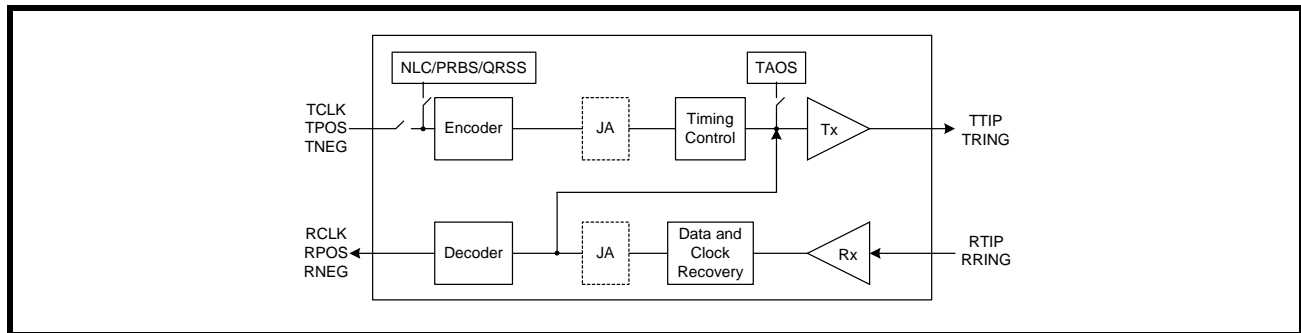 NLC/PRBS/QRSS
TAOS
TCLK
TPOS
TNEG
Encoder
JA
Timing
Control
Tx
TTIP
TRING
RCLK
RPOS
RNEG
Decoder
JA
Data and
Clock
Recovery
Rx
RTIP
RRING